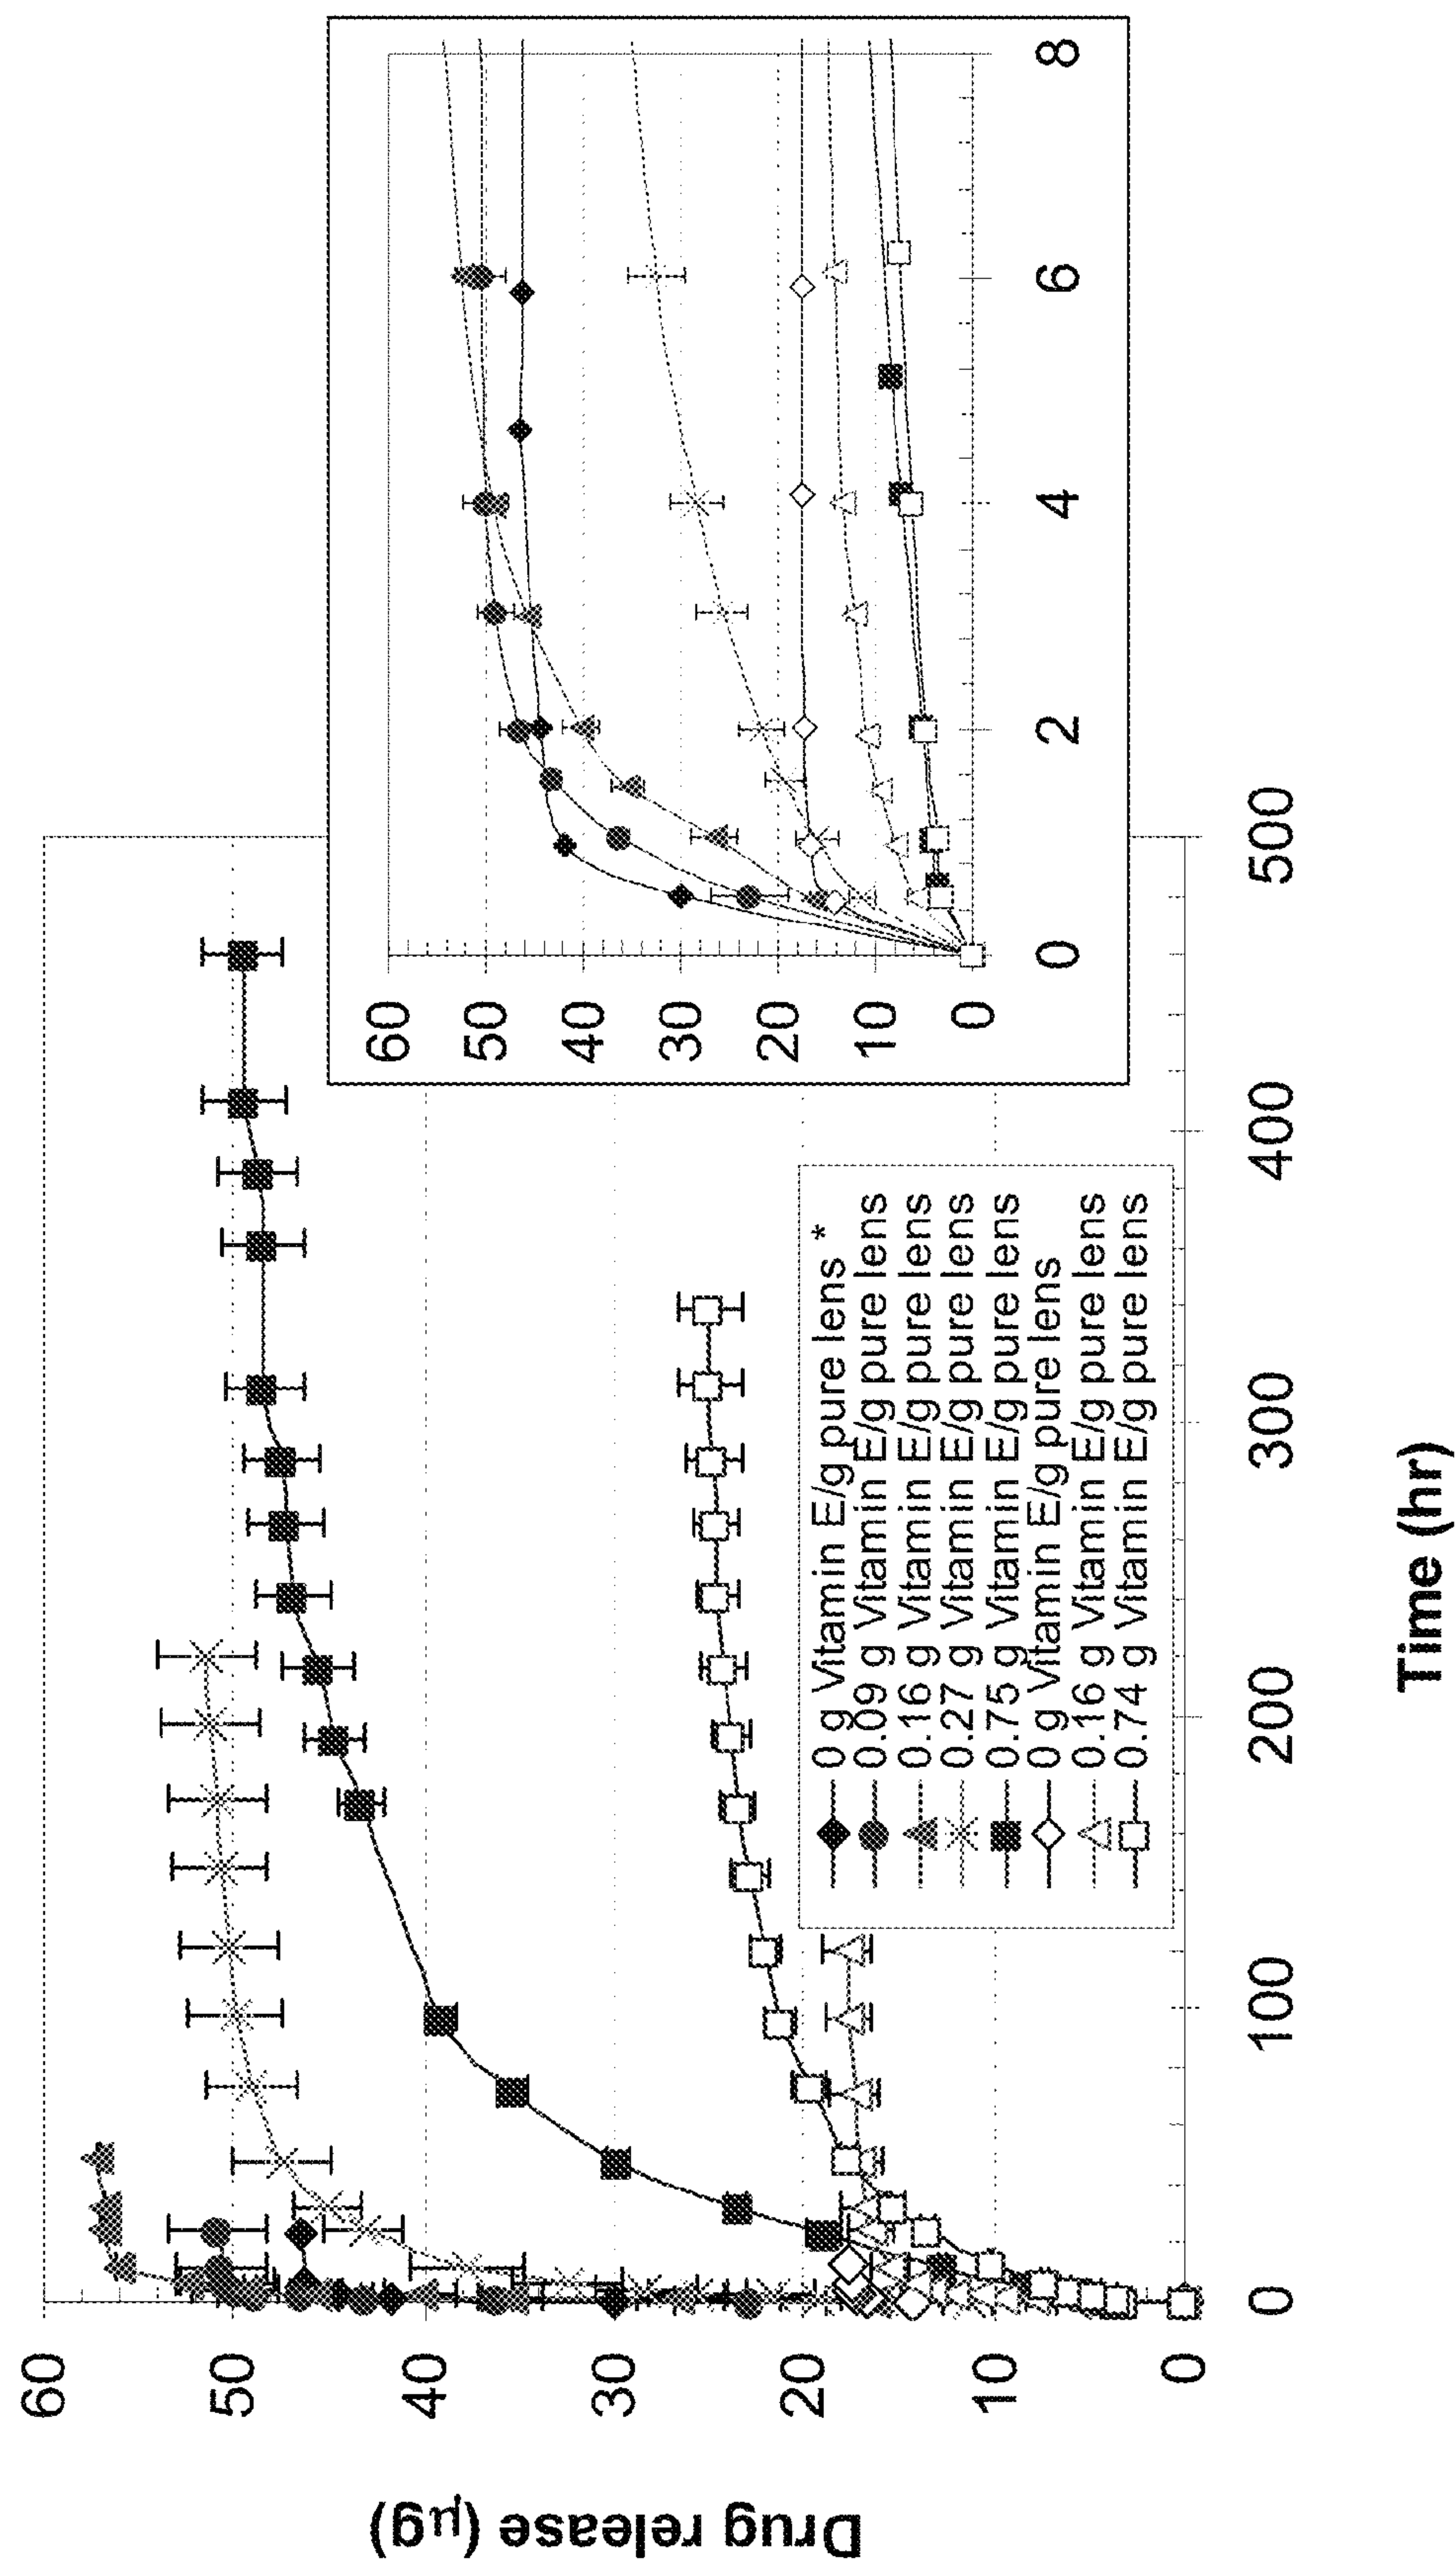 Drug release (µg)
60
50
40
30
20
10
0
0
100
200
300
400
500
Time (hr)
60
50
40
30
20
10
0
0
2
4
6
8
0 g Vitamin E/g pure lens *
0.09 g Vitamin E/g pure lens
0.16 g Vitamin E/g pure lens
0.27 g Vitamin E/g pure lens
0.75 g Vitamin E/g pure lens
0 g Vitamin E/g pure lens
0.16 g Vitamin E/g pure lens
0.74 g Vitamin E/g pure lens